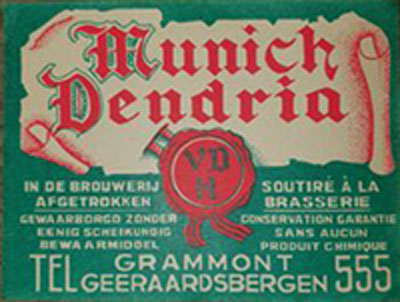 Munich
Dendria
VD
H
IN DE BROUWERIJ
AFGETROKKEN
GEWAARBORGD ZONDER
EENIG SCHEIKUNDIG
BEWAARMIDDEL
SOUTIRÉ À LA
BRASSERIE
CONSERVATION GARANTIE
SANS AUCUN
PRODUIT CHIMIQUE
TEL GRAMMONT 555
GEERAARDSBERGEN